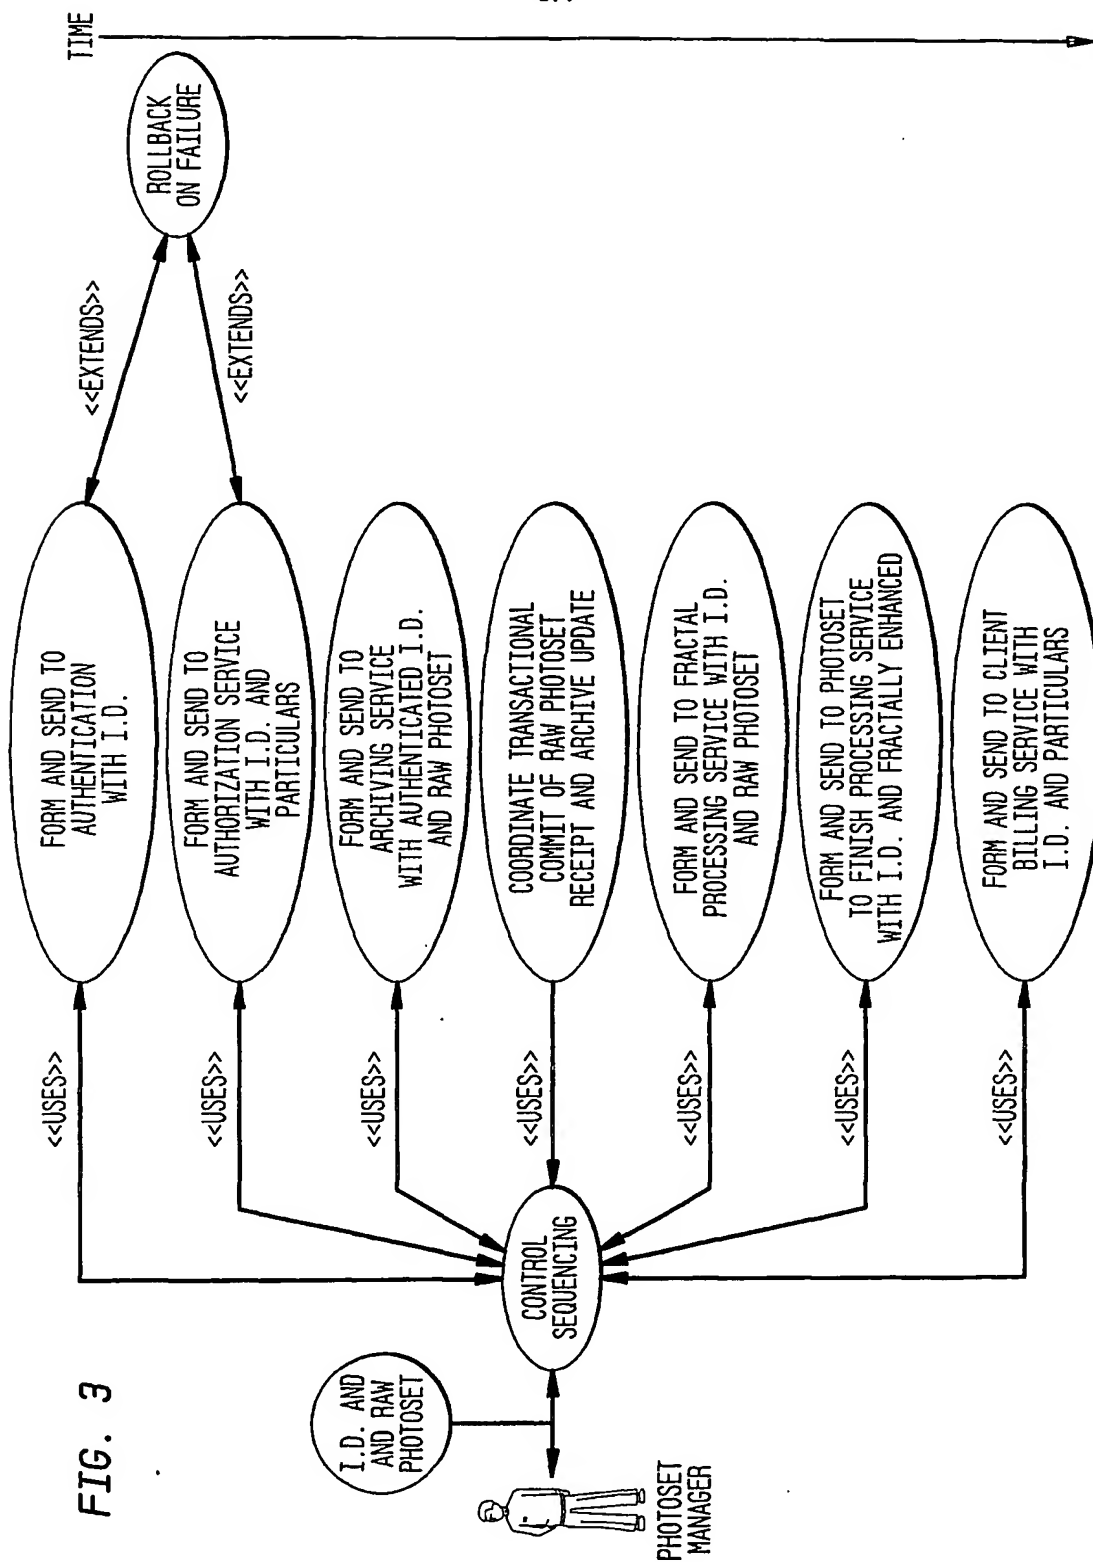 FIG. 3
TIME
PHOTOSET
MANAGER
I.D. AND
AND RAW
PHOTOSET
CONTROL
SEQUENCING
<<USES>>
FORM AND SEND TO
AUTHENTICATION
WITH I.D.
<<EXTENDS>>
ROLLBACK
ON FAILURE
<<USES>>
FORM AND SEND TO
AUTHORIZATION SERVICE
WITH I.D. AND
PARTICULARS
<<EXTENDS>>
<<USES>>
FORM AND SEND TO
ARCHIVING SERVICE
WITH AUTHENTICATED I.D.
AND RAW PHOTOSET
<<USES>>
COORDINATE TRANSACTIONAL
COMMIT OF RAW PHOTOSET
RECEIPT AND ARCHIVE UPDATE
<<USES>>
FORM AND SEND TO FRACTAL
PROCESSING SERVICE WITH I.D.
AND RAW PHOTOSET
<<USES>>
FORM AND SEND TO PHOTOSET
TO FINISH PROCESSING SERVICE
WITH I.D. AND FRACTALLY ENHANCED
<<USES>>
FORM AND SEND TO CLIENT
BILLING SERVICE WITH
I.D. AND PARTICULARS